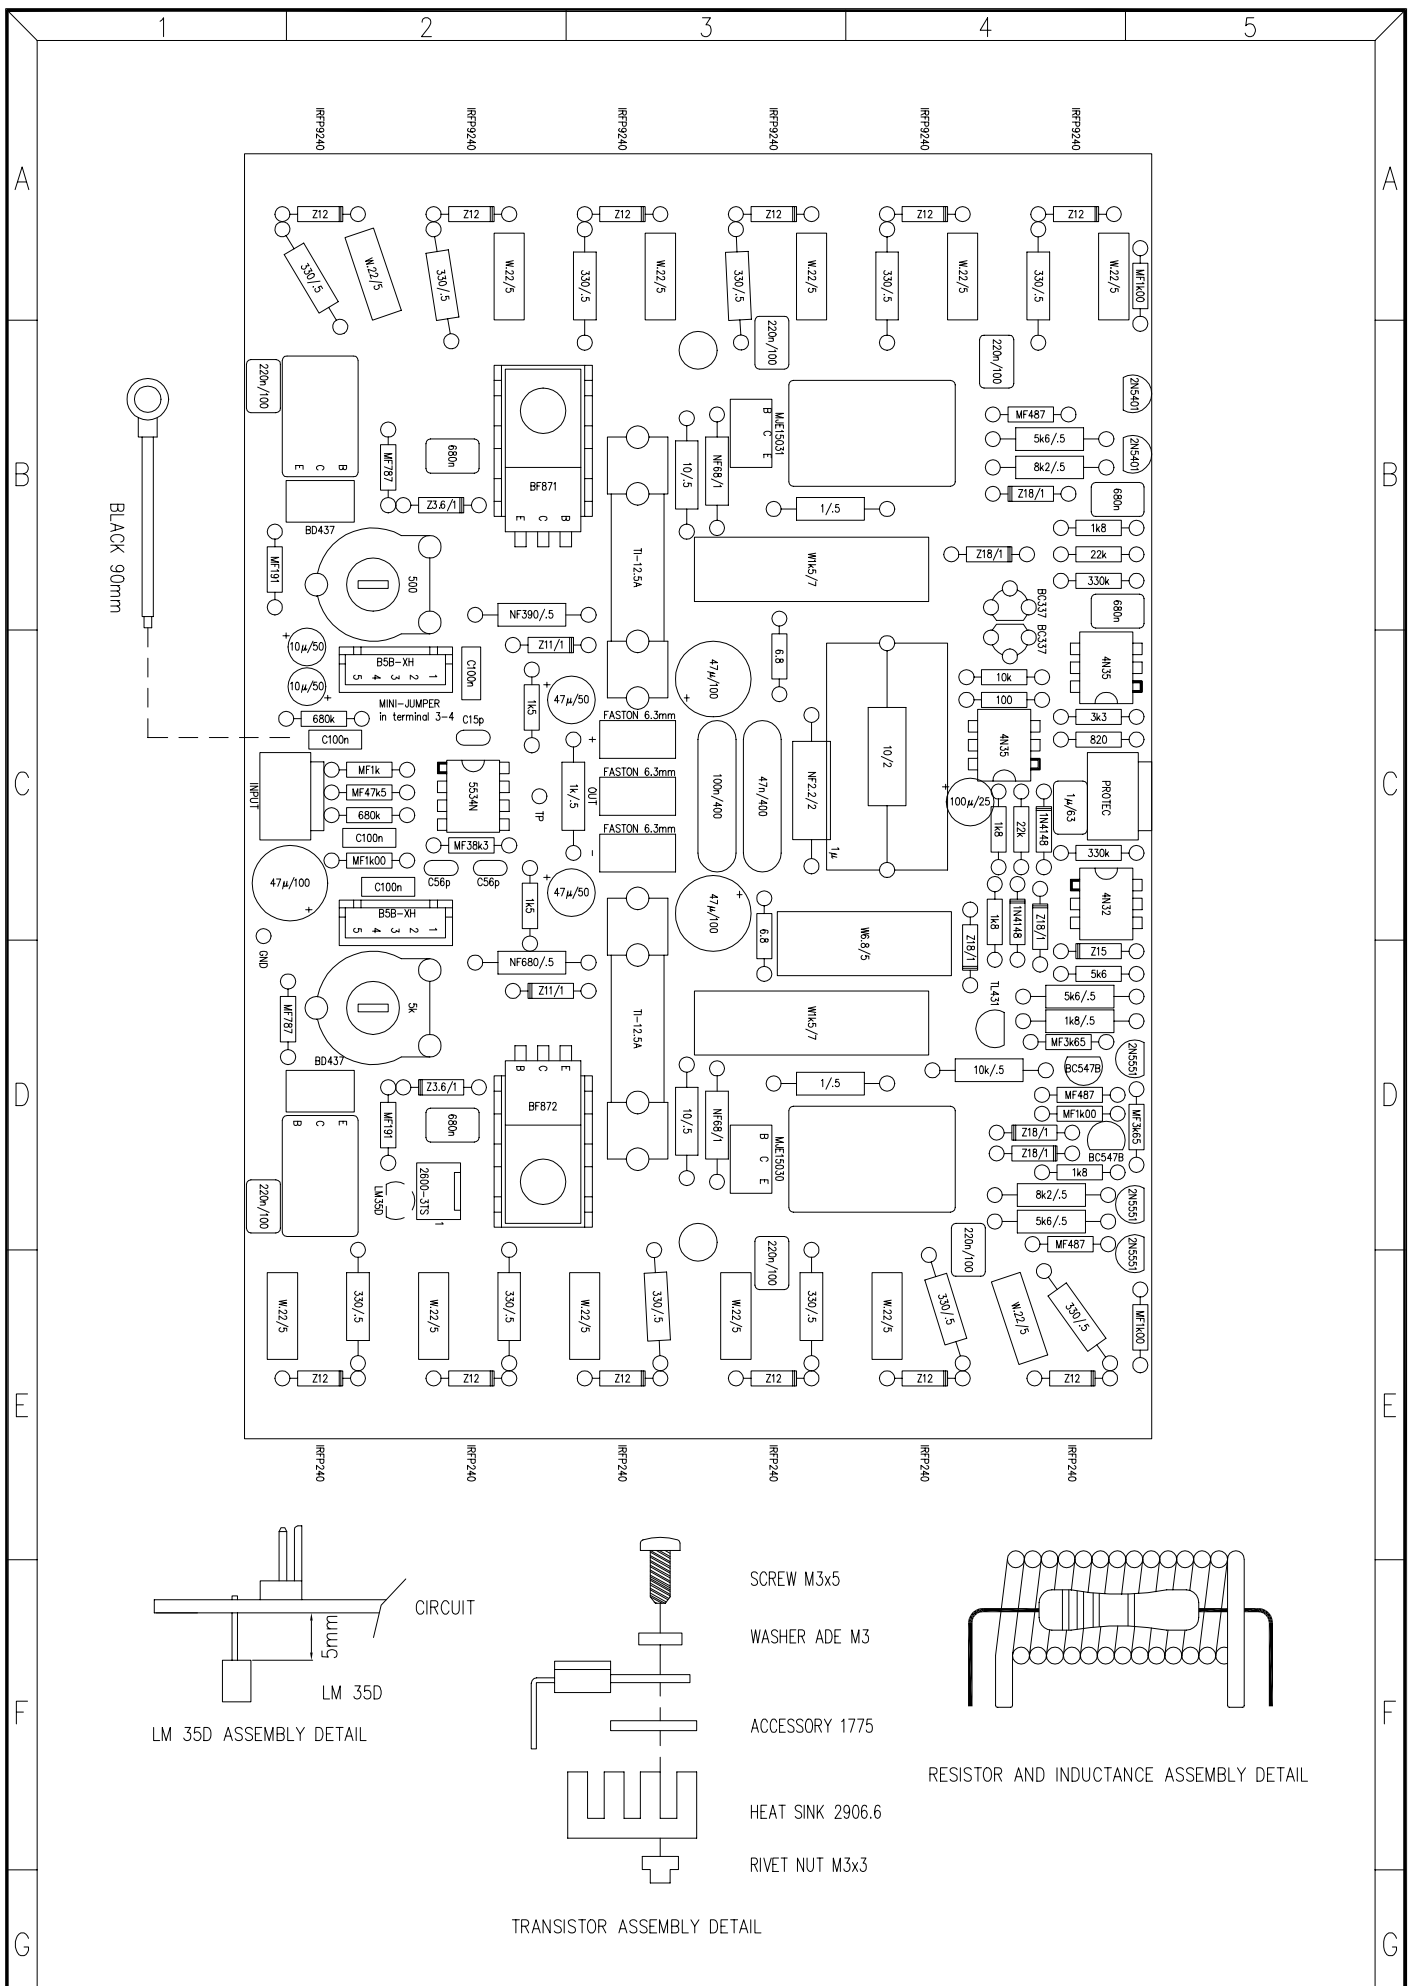 1 2 3 4 5
IRFP9240 IRFP9240 IRFP9240 IRFP9240 IRFP9240 IRFP9240
A A
Z12 Z12 Z12 Z12 Z12 Z12
330/.5 W.22/5 330/.5 W.22/5 330/.5 W.22/5 330/.5 W.22/5 330/.5 W.22/5 330/.5 W.22/5 MF1k00
220n/100 220n/100 220n/100
2N5401
MF487
5k6/.5
2N5401
8k2/.5
Z18/1
680n
B B
E C B
MF787
680n
BF871
E C B
10/.5
NF68/1
B C E
MJE15031
Z3.6/1
1/.5
BD437
BLACK 90mm
MF191
500
TI-12.5A
W1k5/7
1k8
Z18/1
22k
330k
BC337
680n
NF390/.5
BC337
+
10µ/50
Z11/1
6.8
B5B-XH
5 4 3 2 1
C100n
10µ/50
+
1k5
+
47µ/50
47µ/100
+
4N35
10k
100
MINI-JUMPER
in terminal 3-4
680k
C15p
C100n
FASTON 6.3mm
+
3k3
820
4N35
10/2
INPUT
MF1k
MF47k5
680k
5534N
TP
1k/.5
FASTON 6.3mm
OUT
100n/400
47n/400
NF2.2/2
C C
+
100µ/25
1µ/63
PROTEC
C100n
MF38k3
FASTON 6.3mm
-
1µ
1k8
22k
1N4148
330k
MF1k00
47µ/100
+
C100n
C56p
C56p
1k5
+
47µ/50
47µ/100
+
4N32
1k8
1N4148
Z18/1
B5B-XH
5 4 3 2 1
6.8
W6.8/5
Z18/1
GND
NF680/.5
Z15
5k6
Z11/1
MF787
5k
TI-12.5A
W1k5/7
TL431
5k6/.5
1k8/.5
MF3k65
2N5551
BD437
B C E
10k/.5
BC547B
Z3.6/1
BF872
10/.5
NF68/1
1/.5
D D
MF487
MF1k00
MF3k65
B C E
MF191
680n
B C E
MJE15030
Z18/1
Z18/1
BC547B
1k8
LM35D
2600-3TS
1
220n/100
8k2/.5
2N5551
5k6/.5
220n/100
220n/100
MF487
2N5551
W.22/5 330/.5 W.22/5 330/.5 W.22/5 330/.5 W.22/5 330/.5 W.22/5 330/.5 W.22/5 330/.5 MF1k00
Z12 Z12 Z12 Z12 Z12 Z12
E E
IRFP240 IRFP240 IRFP240 IRFP240 IRFP240 IRFP240
CIRCUIT
5mm
LM 35D
LM 35D ASSEMBLY DETAIL
SCREW M3x5
WASHER ADE M3
F F
ACCESSORY 1775
HEAT SINK 2906.6
RIVET NUT M3x3
TRANSISTOR ASSEMBLY DETAIL
RESISTOR AND INDUCTANCE ASSEMBLY DETAIL
G G